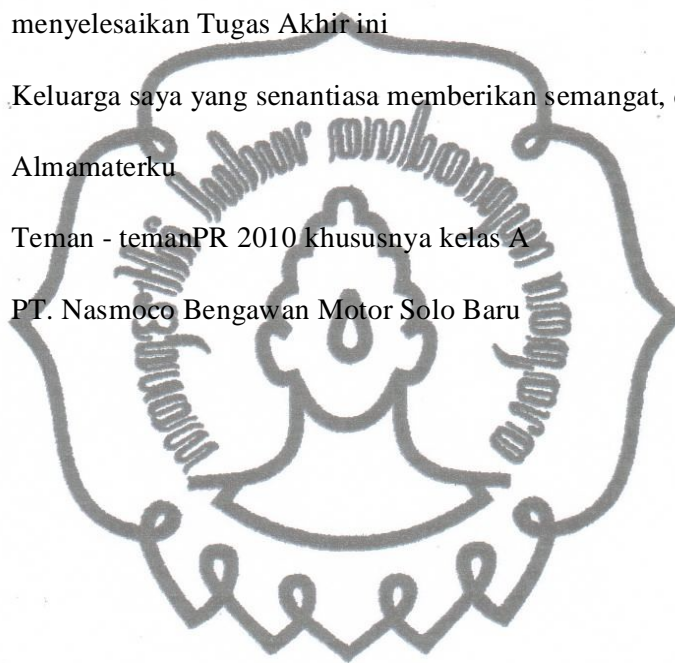 menyelesaikan Tugas Akhir ini
Keluarga saya yang senantiasa memberikan semangat,
Almamaterku
Teman - temanPR 2010 khususnya kelas A
PT. Nasmoco Bengawan Motor Solo Baru